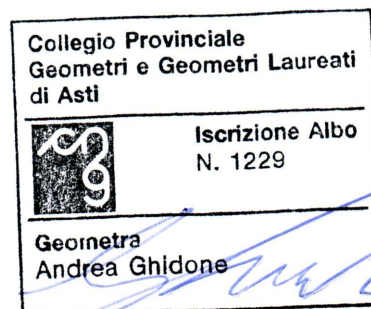 Collegio Provinciale
Geometri e Geometri Laureati
di Asti
Iscrizione Albo
N. 1229
Geometra
Andrea Ghidone